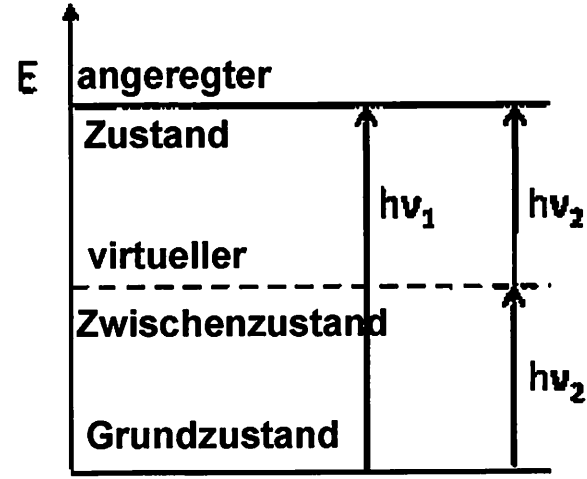 E
angeregter
Zustand
hν₁
hν₂
virtueller
Zwischenzustand
hν₂
Grundzustand